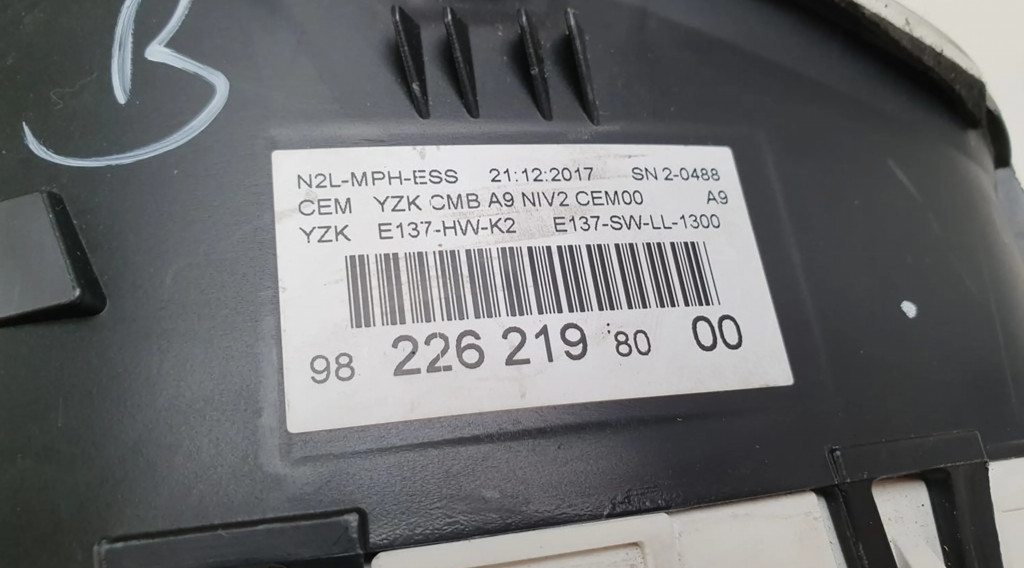 B
N2L-MPH-ESS 21:12:2017 SN 2-0488
CEM YZK CMB A9 NIV2 CEM00 A9
YZK E137-HW-K2 E137-SW-LL-1300
98 226 219 80 00